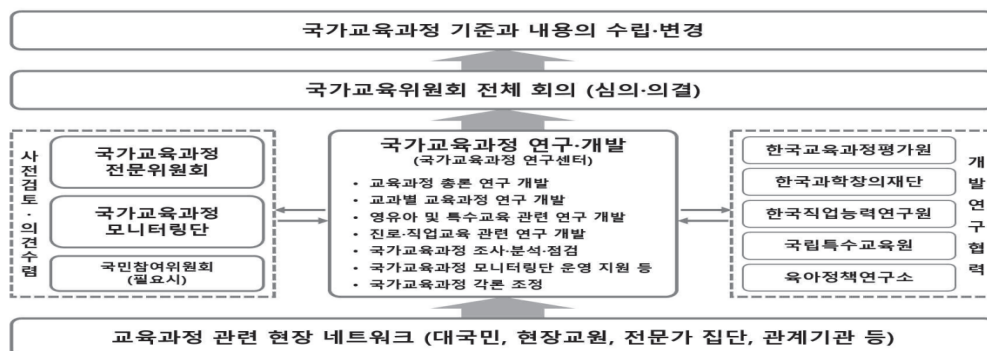 국가교육과정 기준과 내용의 수립·변경
국가교육위원회 전체 회의 (심의·의결)
사전검토·의견수렴
국가교육과정
전문위원회
국가교육과정
모니터링단
국민참여위원회
(필요시)
국가교육과정 연구·개발
(국가교육과정 연구센터)
• 교육과정 총론 연구 개발
• 교과별 교육과정 연구 개발
• 영유아 및 특수교육 관련 연구 개발
• 진로·직업교육 관련 연구 개발
• 국가교육과정 조사·분석·점검
• 국가교육과정 모니터링단 운영 지원 등
• 국가교육과정 각론 조정
한국교육과정평가원
한국과학창의재단
한국직업능력연구원
국립특수교육원
육아정책연구소
개발연구협력
교육과정 관련 현장 네트워크 (대국민, 현장교원, 전문가 집단, 관계기관 등)